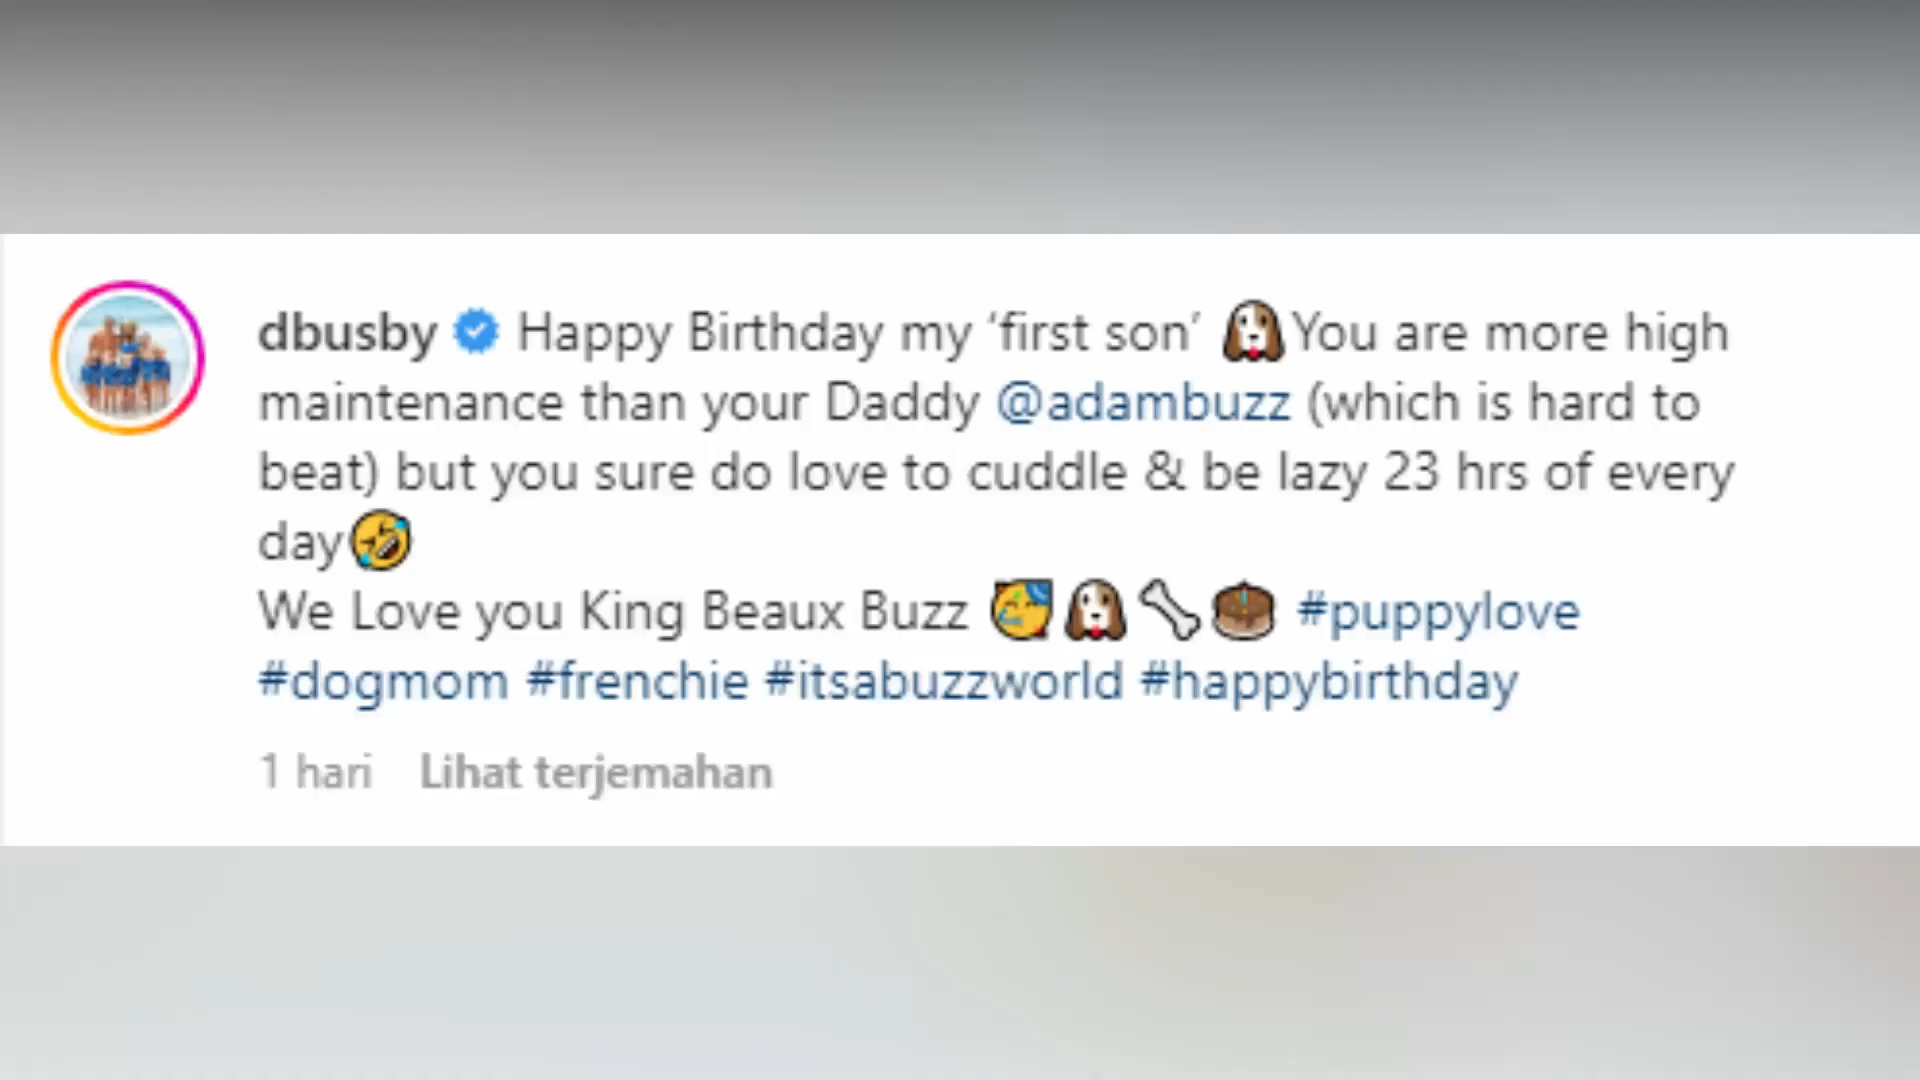 dbusby Happy Birthday my ‘first son’ 🐶You are more high
maintenance than your Daddy @adambuzz (which is hard to
beat) but you sure do love to cuddle & be lazy 23 hrs of every
day🤣
We Love you King Beaux Buzz 🥳🐶🦴🎂 #puppylove
#dogmom #frenchie #itsabuzzworld #happybirthday
1 hari Lihat terjemahan